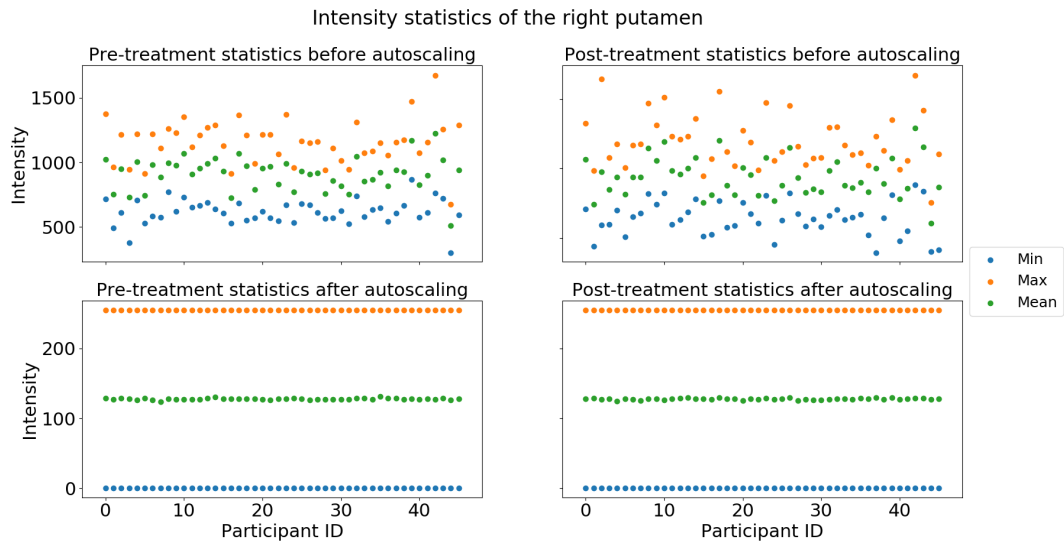 Intensity statistics of the right putamen
Pre-treatment statistics before autoscaling
Post-treatment statistics before autoscaling
1500
1000
500
Intensity
Min
Max
Mean
Pre-treatment statistics after autoscaling
Post-treatment statistics after autoscaling
200
100
0
Intensity
0 10 20 30 40
0 10 20 30 40
Participant ID
Participant ID